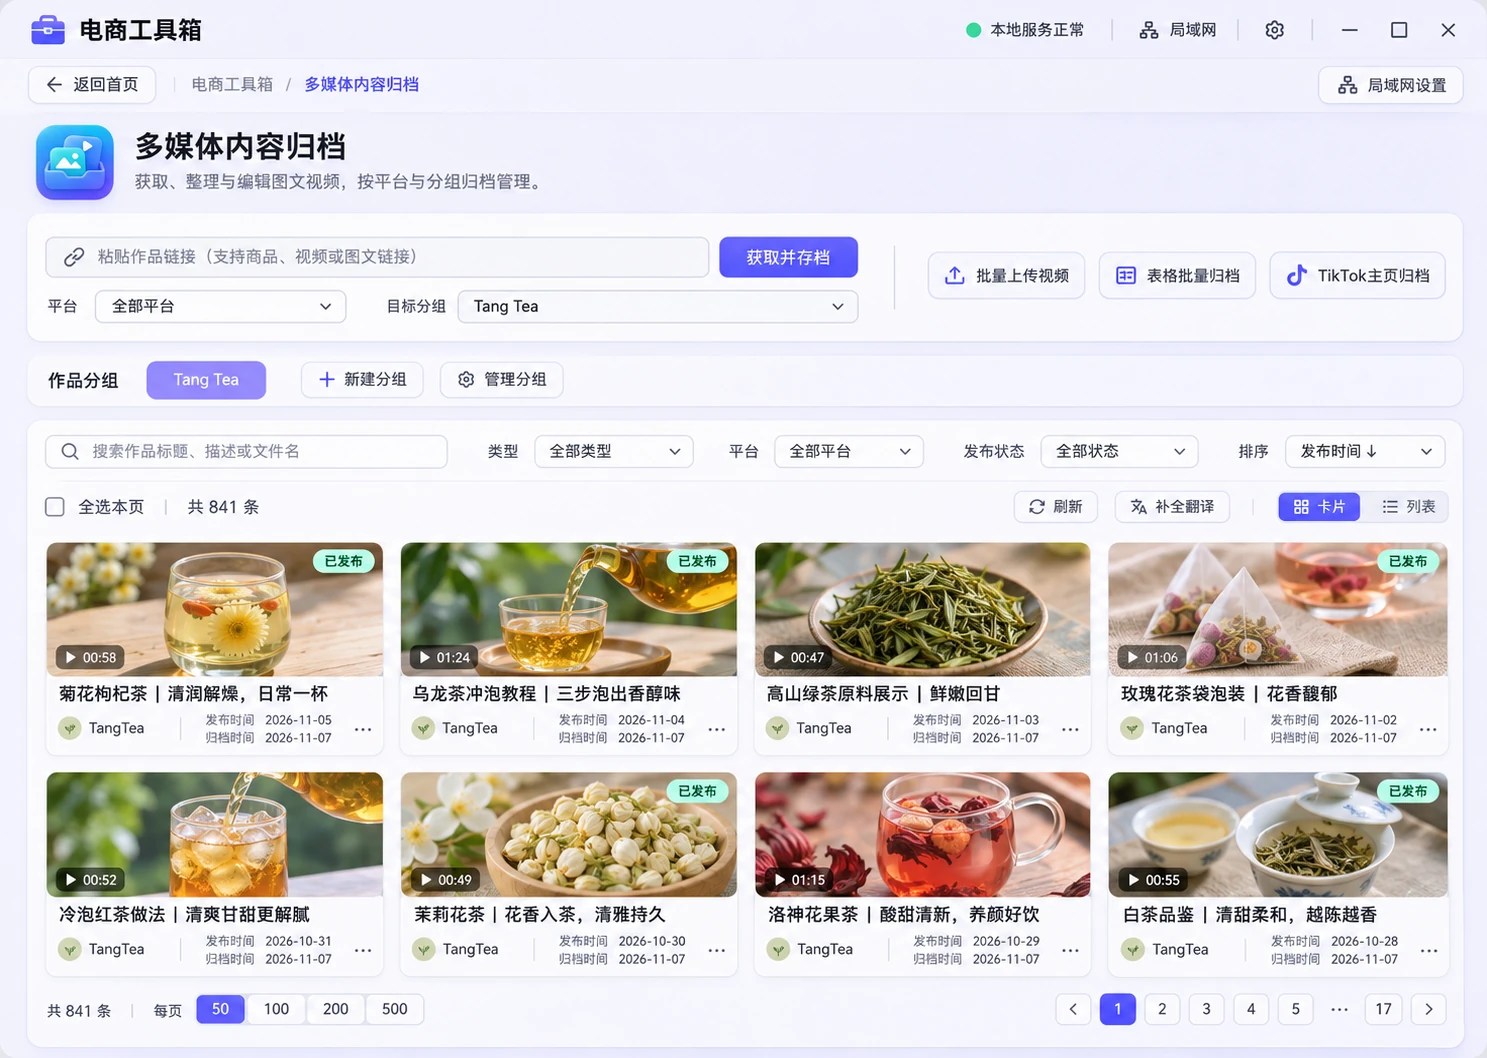 电商工具箱
本地服务正常
局域网
返回首页
电商工具箱 / 多媒体内容归档
局域网设置
多媒体内容归档
获取、整理与编辑图文视频，按平台与分组归档管理。
粘贴作品链接（支持商品、视频或图文链接）
获取并存档
批量上传视频
表格批量归档
TikTok主页归档
平台 全部平台
目标分组 Tang Tea
作品分组
Tang Tea
新建分组
管理分组
搜索作品标题、描述或文件名
类型 全部类型
平台 全部平台
发布状态 全部状态
排序 发布时间↓
全选本页
共 841 条
刷新
补全翻译
卡片
列表
已发布
00:58
菊花枸杞茶 | 清润解燥，日常一杯
TangTea
发布时间 2026-11-05
归档时间 2026-11-07
已发布
01:24
乌龙茶冲泡教程 | 三步泡出香醇味
TangTea
发布时间 2026-11-04
归档时间 2026-11-07
00:47
高山绿茶原料展示 | 鲜嫩回甘
TangTea
发布时间 2026-11-03
归档时间 2026-11-07
已发布
01:06
玫瑰花茶袋泡装 | 花香馥郁
TangTea
发布时间 2026-11-02
归档时间 2026-11-07
00:52
冷泡红茶做法 | 清爽甘甜更解腻
TangTea
发布时间 2026-10-31
归档时间 2026-11-07
已发布
00:49
茉莉花茶 | 花香入茶，清雅持久
TangTea
发布时间 2026-10-30
归档时间 2026-11-07
01:15
洛神花果茶 | 酸甜清新，养颜好饮
TangTea
发布时间 2026-10-29
归档时间 2026-11-07
已发布
00:55
白茶品鉴 | 清甜柔和，越陈越香
TangTea
发布时间 2026-10-28
归档时间 2026-11-07
共 841 条
每页 50 100 200 500
1 2 3 4 5 ··· 17